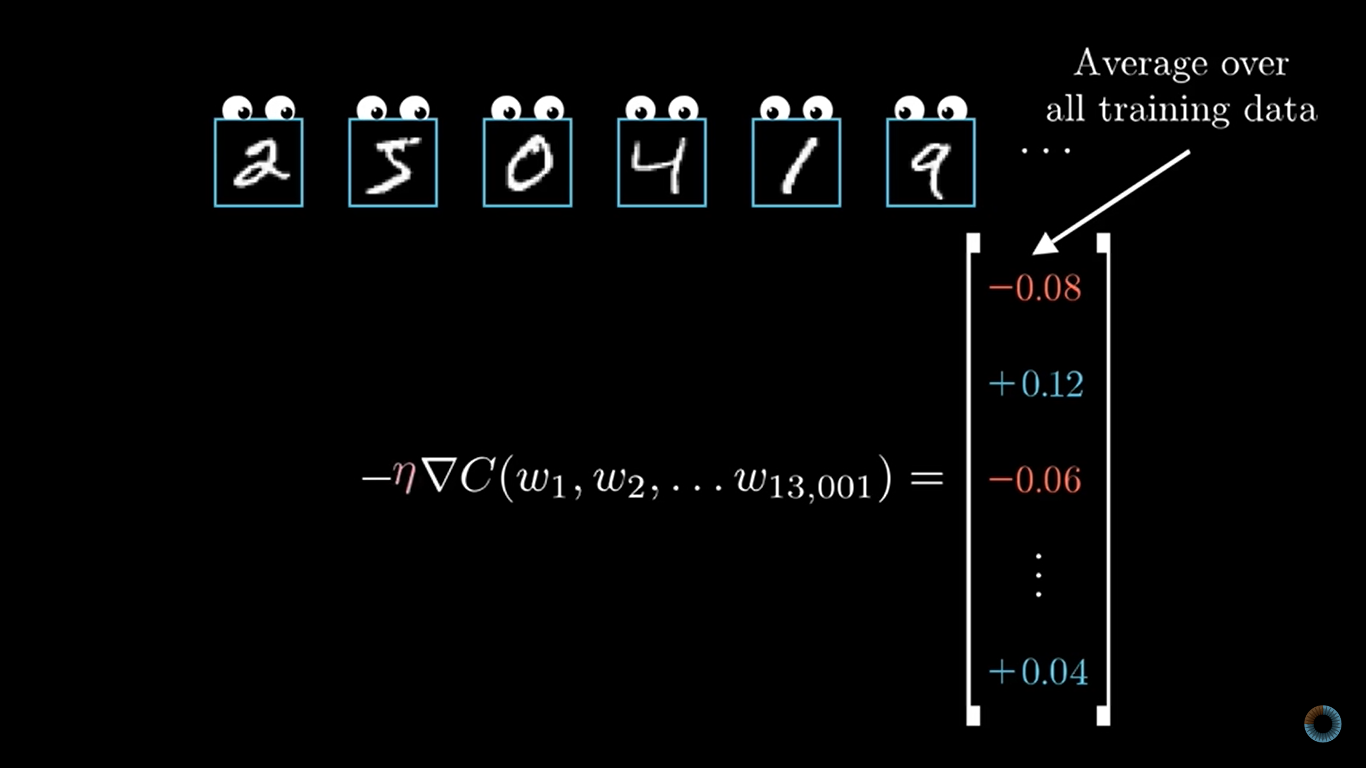 Average over
all training data
2 5 0 4 1 9 ...
−0.08
+0.12
−η∇C(w₁, w₂, … w₁₃,₀₀₁) =
−0.06
⋮
+0.04